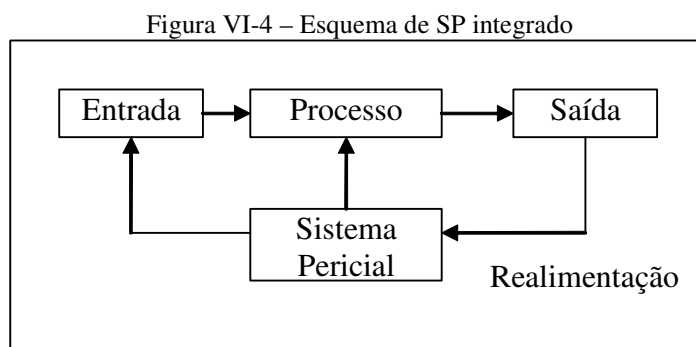 Figura VI-4 – Esquema de SP integrado
Entrada
Processo
Saída
Sistema
Pericial
Realimentação